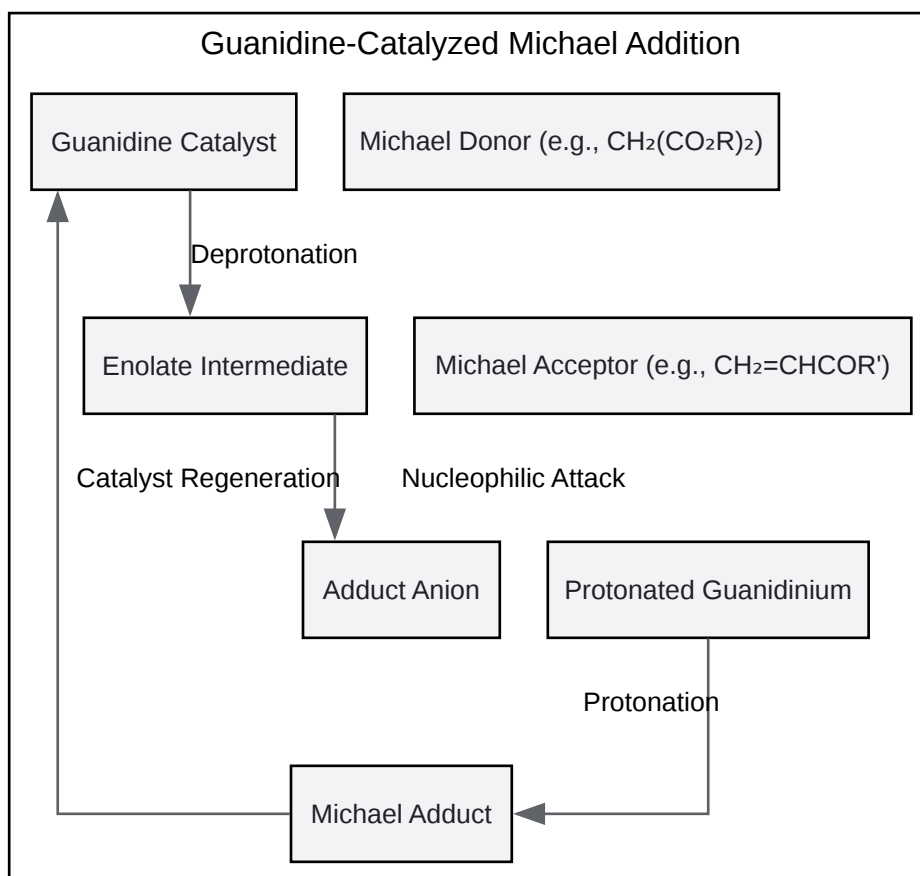 Guanidine-Catalyzed Michael Addition
Guanidine Catalyst
Michael Donor (e.g., CH₂(CO₂R)₂)
Deprotonation
Enolate Intermediate
Michael Acceptor (e.g., CH₂=CHCOR')
Catalyst Regeneration
Nucleophilic Attack
Adduct Anion
Protonated Guanidinium
Protonation
Michael Adduct